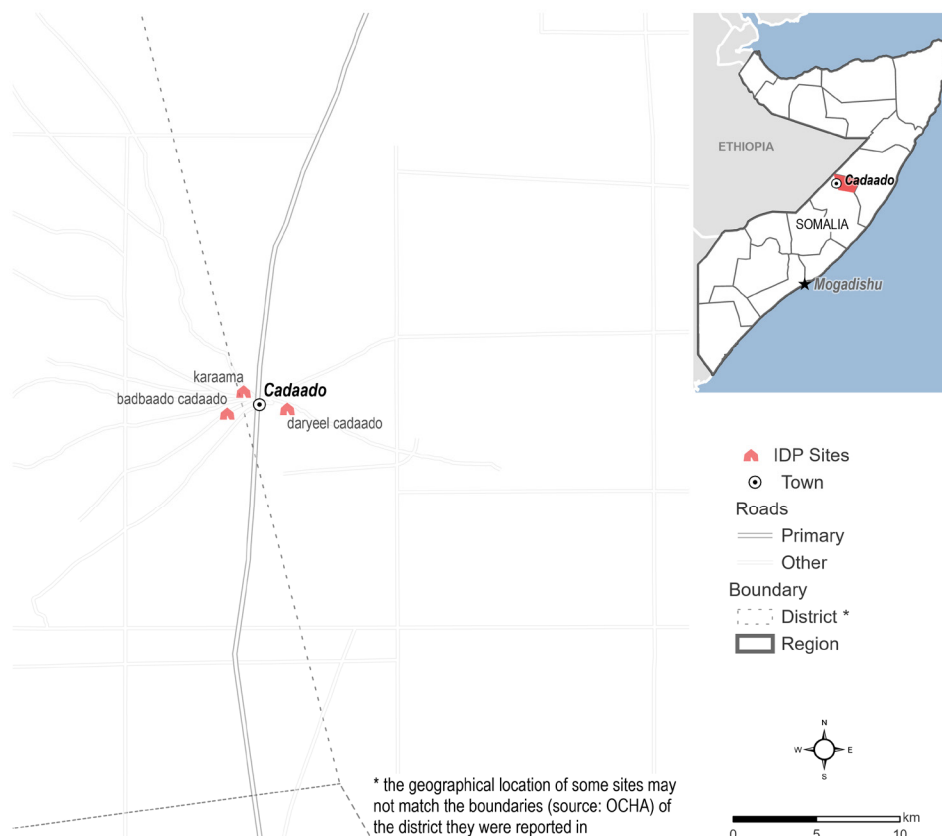 karaama
Cadaado
badbaado cadaado
daryeel cadaado
* the geographical location of some sites may
not match the boundaries (source: OCHA) of
the district they were reported in
ETHIOPIA
Cadaado
SOMALIA
Mogadishu
IDP Sites
Town
Roads
Primary
Other
Boundary
District *
Region
N
W E
S
km
0 5 10